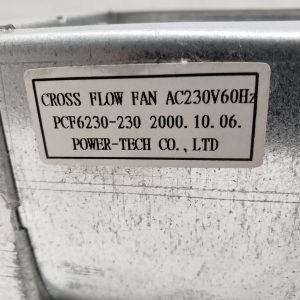 CROSS FLOW FAN AC230V60Hz
PCF6230-230 2000.10.06.
POWER-TECH CO.,LTD